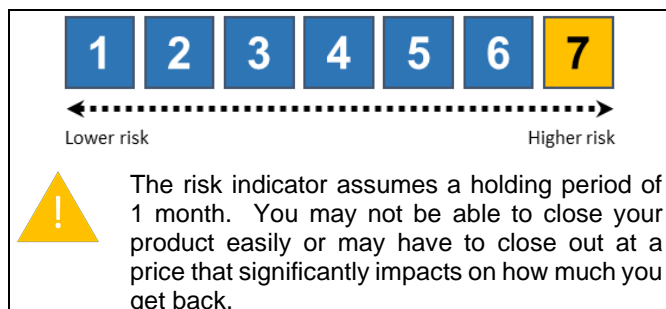 1 2 3 4 5 6 7
Lower risk Higher risk
!
The risk indicator assumes a holding period of
1 month. You may not be able to close your
product easily or may have to close out at a
price that significantly impacts on how much you
get back.